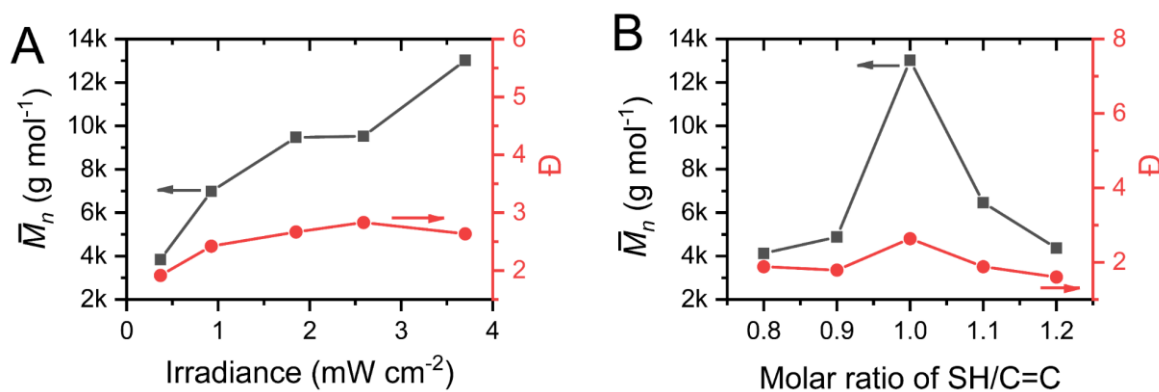 A
14k
12k
10k
8k
6k
4k
2k
M̅n (g mol⁻¹)
6
5
4
3
2
Đ
0 1 2 3 4
Irradiance (mW cm⁻²)
B
14k
12k
10k
8k
6k
4k
2k
M̅n (g mol⁻¹)
8
6
4
2
0
Đ
0.8 0.9 1.0 1.1 1.2
Molar ratio of SH/C=C